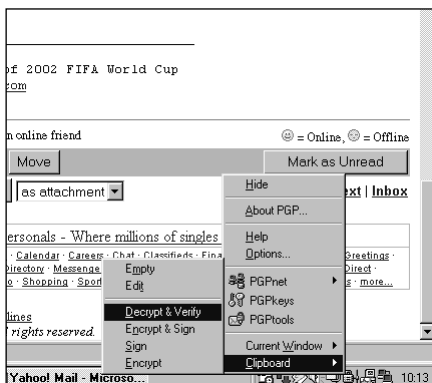 of 2002 FIFA World Cup
com
n online friend
= Online, = Offline
Move
Mark as Unread
as attachment
ext | Inbox
Hide
About PGP...
Help
Options...
PGPnet
PGPkeys
PGPtools
Current Window
Clipboard
ersonals - Where millions of singles
· Calendar · Careers · Chat · Classifieds · Fina
Greetings ·
Directory · Messenge
Direct ·
o · Shopping · Sport
s · more...
Empty
Edit
Decrypt & Verify
Encrypt & Sign
Sign
Encrypt
lines
rights reserved.
Yahoo! Mail - Microso...
10:13